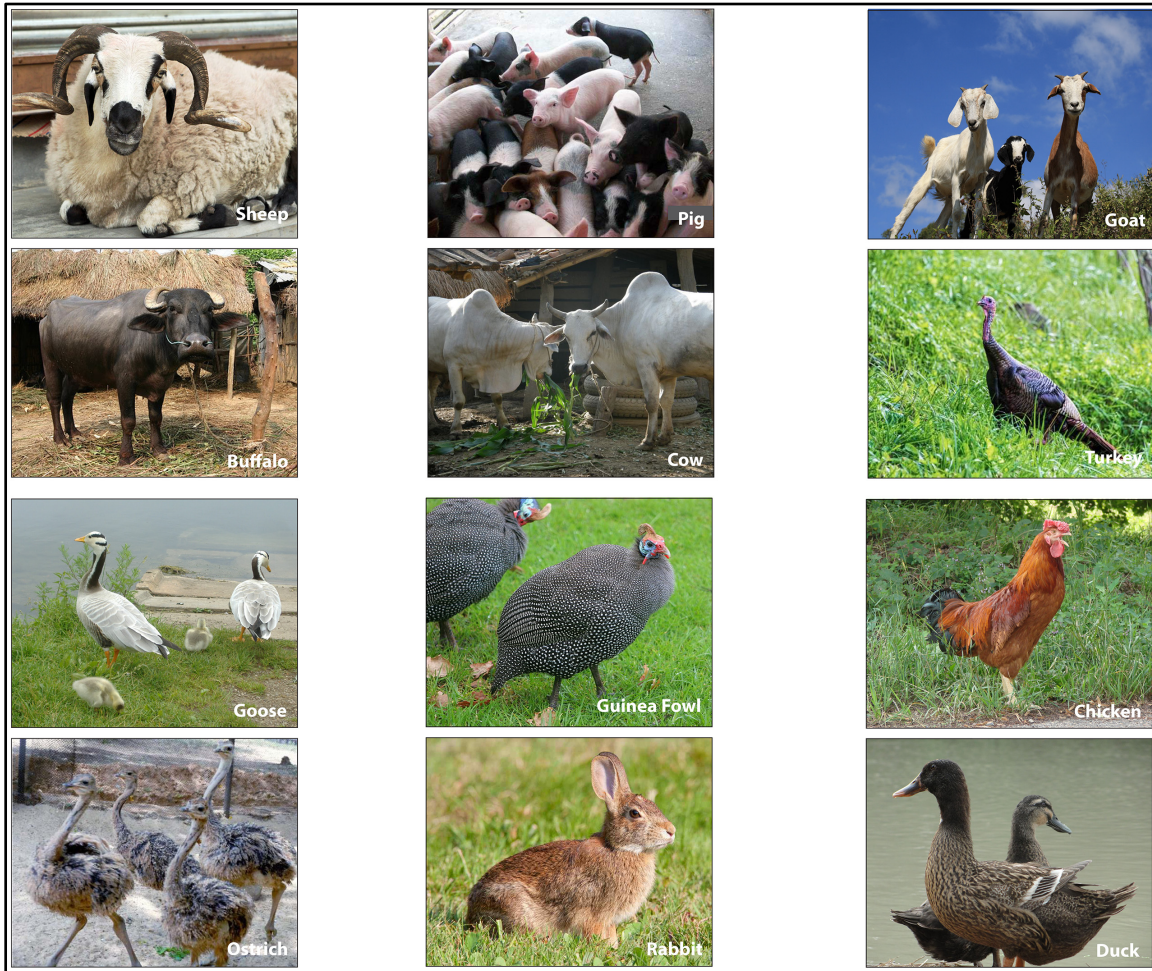 Sheep
Pig
Goat
Buffalo
Cow
Turkey
Goose
Guinea Fowl
Chicken
Ostrich
Rabbit
Duck